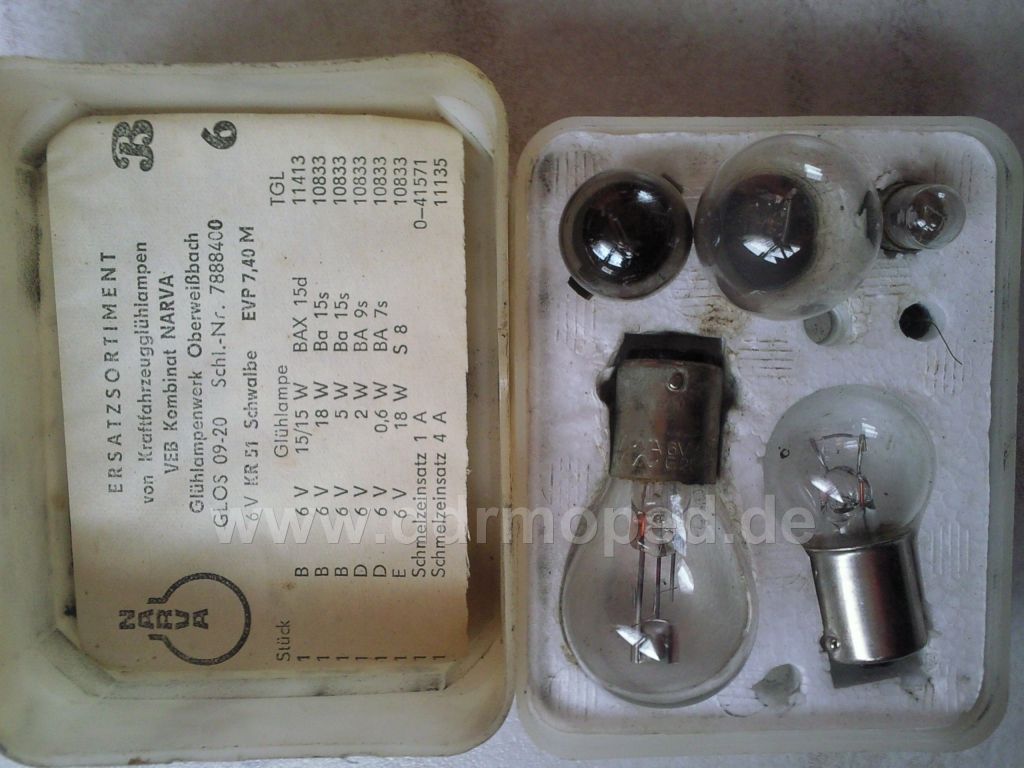 NARVA
ERSATZSORTIMENT
von Kraftfahrzeugglühlampen
VEB Kombinat NARVA
Glühlampenwerk Oberweißbach
GLOS 09-20 Schl.-Nr. 7888400
6 V KR 51 Schwalbe EVP 7,40 M
B
6
Stück Glühlampe TGL
1 B 6 V 15/15 W BAX 15d 11413
1 B 6 V 18 W Ba 15s 10833
1 B 6 V 5 W Ba 15s 10833
1 D 6 V 2 W BA 9s 10833
1 D 6 V 0,6 W BA 7s 10833
1 E 6 V 18 W S 8 10833
1 Schmelzeinsatz 1 A 0-41571
1 Schmelzeinsatz 4 A 11135
www.ddrmoped.de